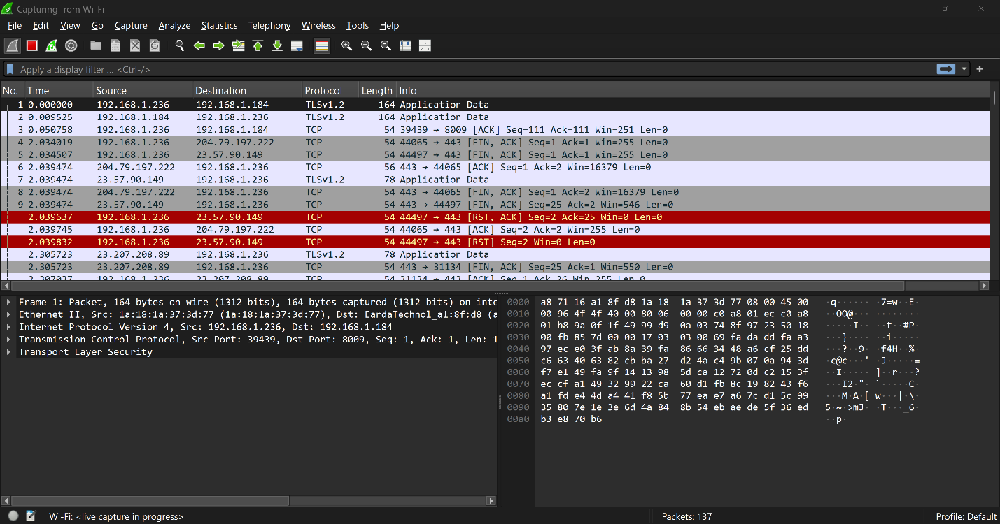 Capturing from Wi-Fi
File Edit View Go Capture Analyze Statistics Telephony Wireless Tools Help
Apply a display filter ... <Ctrl-/>
No. Time Source Destination Protocol Length Info
1 0.000000 192.168.1.236 192.168.1.184 TLSv1.2 164 Application Data
2 0.009525 192.168.1.184 192.168.1.236 TLSv1.2 164 Application Data
3 0.050758 192.168.1.236 192.168.1.184 TCP 54 39439 → 8009 [ACK] Seq=111 Ack=111 Win=251 Len=0
4 2.034019 192.168.1.236 204.79.197.222 TCP 54 44065 → 443 [FIN, ACK] Seq=1 Ack=1 Win=255 Len=0
5 2.034507 192.168.1.236 23.57.90.149 TCP 54 44497 → 443 [FIN, ACK] Seq=1 Ack=1 Win=255 Len=0
6 2.039474 204.79.197.222 192.168.1.236 TCP 56 443 → 44065 [ACK] Seq=1 Ack=2 Win=16379 Len=0
7 2.039474 23.57.90.149 192.168.1.236 TLSv1.2 78 Application Data
8 2.039474 204.79.197.222 192.168.1.236 TCP 54 443 → 44065 [FIN, ACK] Seq=1 Ack=2 Win=16379 Len=0
9 2.039474 23.57.90.149 192.168.1.236 TCP 54 443 → 44497 [FIN, ACK] Seq=25 Ack=2 Win=546 Len=0
2.039637 192.168.1.236 23.57.90.149 TCP 54 44497 → 443 [RST, ACK] Seq=2 Ack=25 Win=0 Len=0
2.039745 192.168.1.236 204.79.197.222 TCP 54 44065 → 443 [ACK] Seq=2 Ack=2 Win=255 Len=0
2.039832 192.168.1.236 23.57.90.149 TCP 54 44497 → 443 [RST] Seq=2 Win=0 Len=0
2.305723 23.207.208.89 192.168.1.236 TLSv1.2 78 Application Data
2.305723 23.207.208.89 192.168.1.236 TCP 54 443 → 31134 [FIN, ACK] Seq=25 Ack=1 Win=550 Len=0
2.307037 192.168.1.236 23.207.208.89 TCP 54 31134 → 443 [ACK] Seq=1 Ack=26 Win=255 Len=0
Frame 1: Packet, 164 bytes on wire (1312 bits), 164 bytes captured (1312 bits) on inte
Ethernet II, Src: 1a:18:1a:37:3d:77 (1a:18:1a:37:3d:77), Dst: EardaTechnol_a1:8f:d8 (a
Internet Protocol Version 4, Src: 192.168.1.236, Dst: 192.168.1.184
Transmission Control Protocol, Src Port: 39439, Dst Port: 8009, Seq: 1, Ack: 1, Len: 1
Transport Layer Security
0000 a8 71 16 a1 8f d8 1a 18 1a 37 3d 77 08 00 45 00 ·q······ ·7=w··E·
0010 00 96 4f 4f 40 00 80 06 00 00 c0 a8 01 ec c0 a8 ··OO@··· ········
0020 01 b8 9a 0f 1f 49 99 d9 0a 03 74 8f 97 23 50 18 ·····I·· ··t··#P·
0030 00 fb 85 7d 00 00 17 03 03 00 69 fa da dd fa a3 ···}···· ··i·····
0040 97 ec e0 3f ab 8a 39 fa 86 66 34 48 a6 cf 25 dd ···?··9· ·f4H··%·
0050 c6 63 40 63 82 cb ba 27 d2 4a c4 9b 07 0a 94 3d ·c@c···' ·J·····=
0060 f7 e1 49 fa 9f 14 13 98 5d ca 12 72 0d c2 15 3f ··I····· ]··r···?
0070 ec cf a1 49 32 99 22 ca 60 d1 fb 8c 19 82 43 f6 ···I2·"· `·····C·
0080 a1 fd e4 4d a4 41 f8 5b 77 ea e7 a6 7c d1 5c 99 ···M·A·[ w···|·\·
0090 35 80 7e 1e 3e 6d 4a 84 8b 54 eb ae de 5f 36 ed 5·~·>mJ· ·T···_6·
00a0 b3 e8 70 b6 ··p·
Wi-Fi: <live capture in progress> Packets: 137 Profile: Default